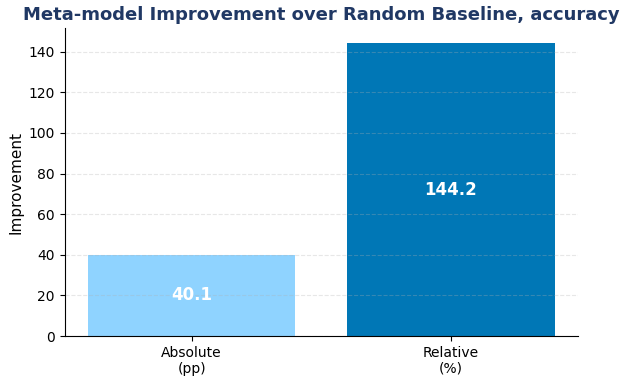 Meta-model Improvement over Random Baseline, accuracy
Improvement
140
120
100
80
60
40
20
0
40.1
144.2
Absolute
(pp)
Relative
(%)